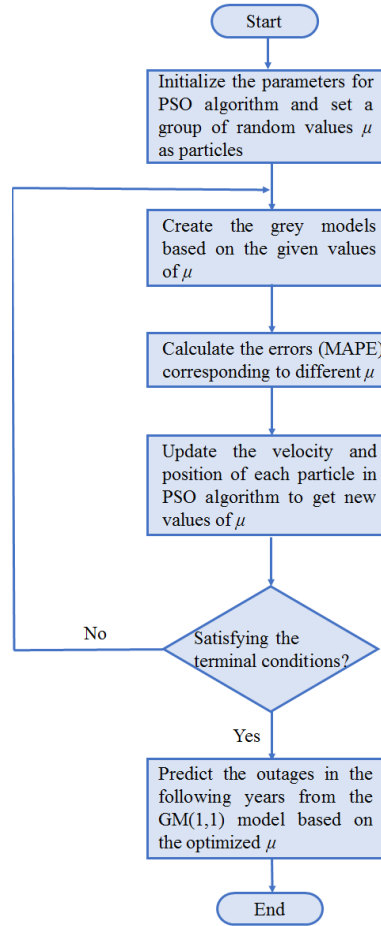 Start
Initialize the parameters for
PSO algorithm and set a
group of random values μ
as particles
Create the grey models
based on the given values
of μ
Calculate the errors (MAPE)
corresponding to different μ
Update the velocity and
position of each particle in
PSO algorithm to get new
values of μ
No
Satisfying the
terminal conditions?
Yes
Predict the outages in the
following years from the
GM(1,1) model based on
the optimized μ
End